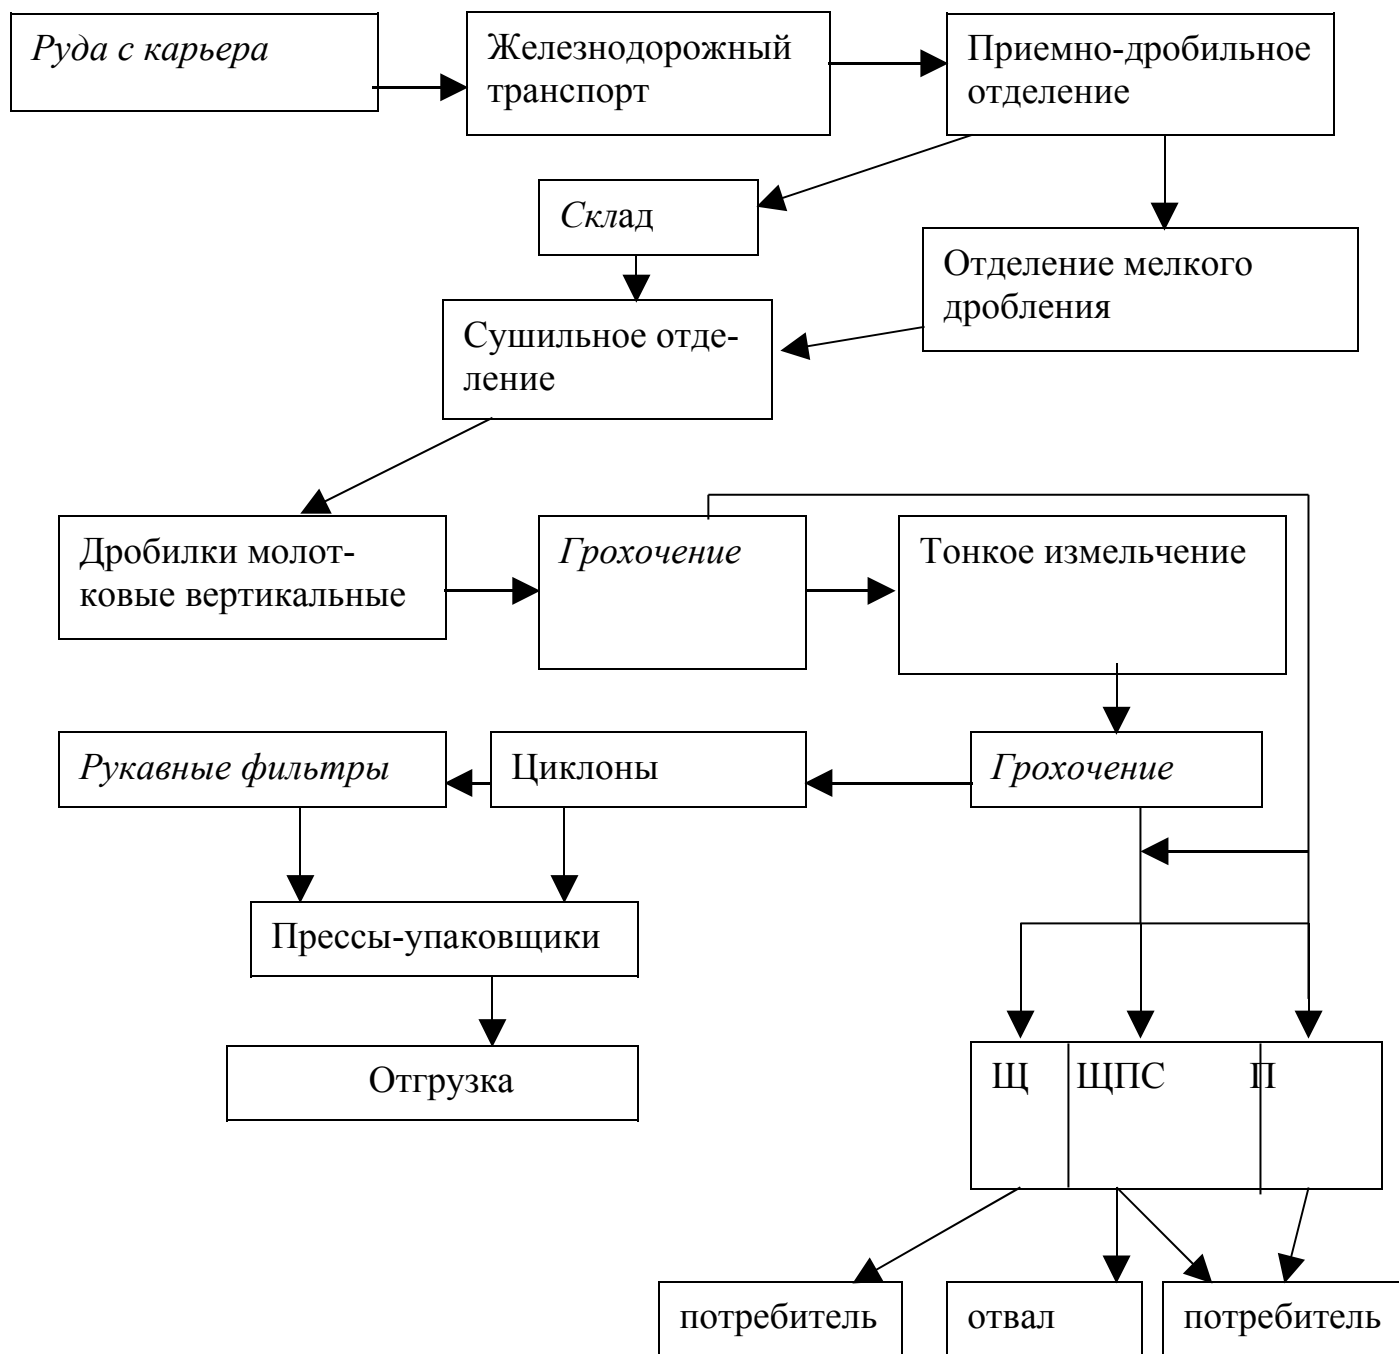 Руда с карьера
Железнодорожный
транспорт
Приемно-дробильное
отделение
Склад
Отделение мелкого
дробления
Сушильное отде-
ление
Дробилки молот-
ковые вертикальные
Грохочение
Тонкое измельчение
Рукавные фильтры
Циклоны
Грохочение
Прессы-упаковщики
Отгрузка
Щ ЩПС П
потребитель
отвал
потребитель